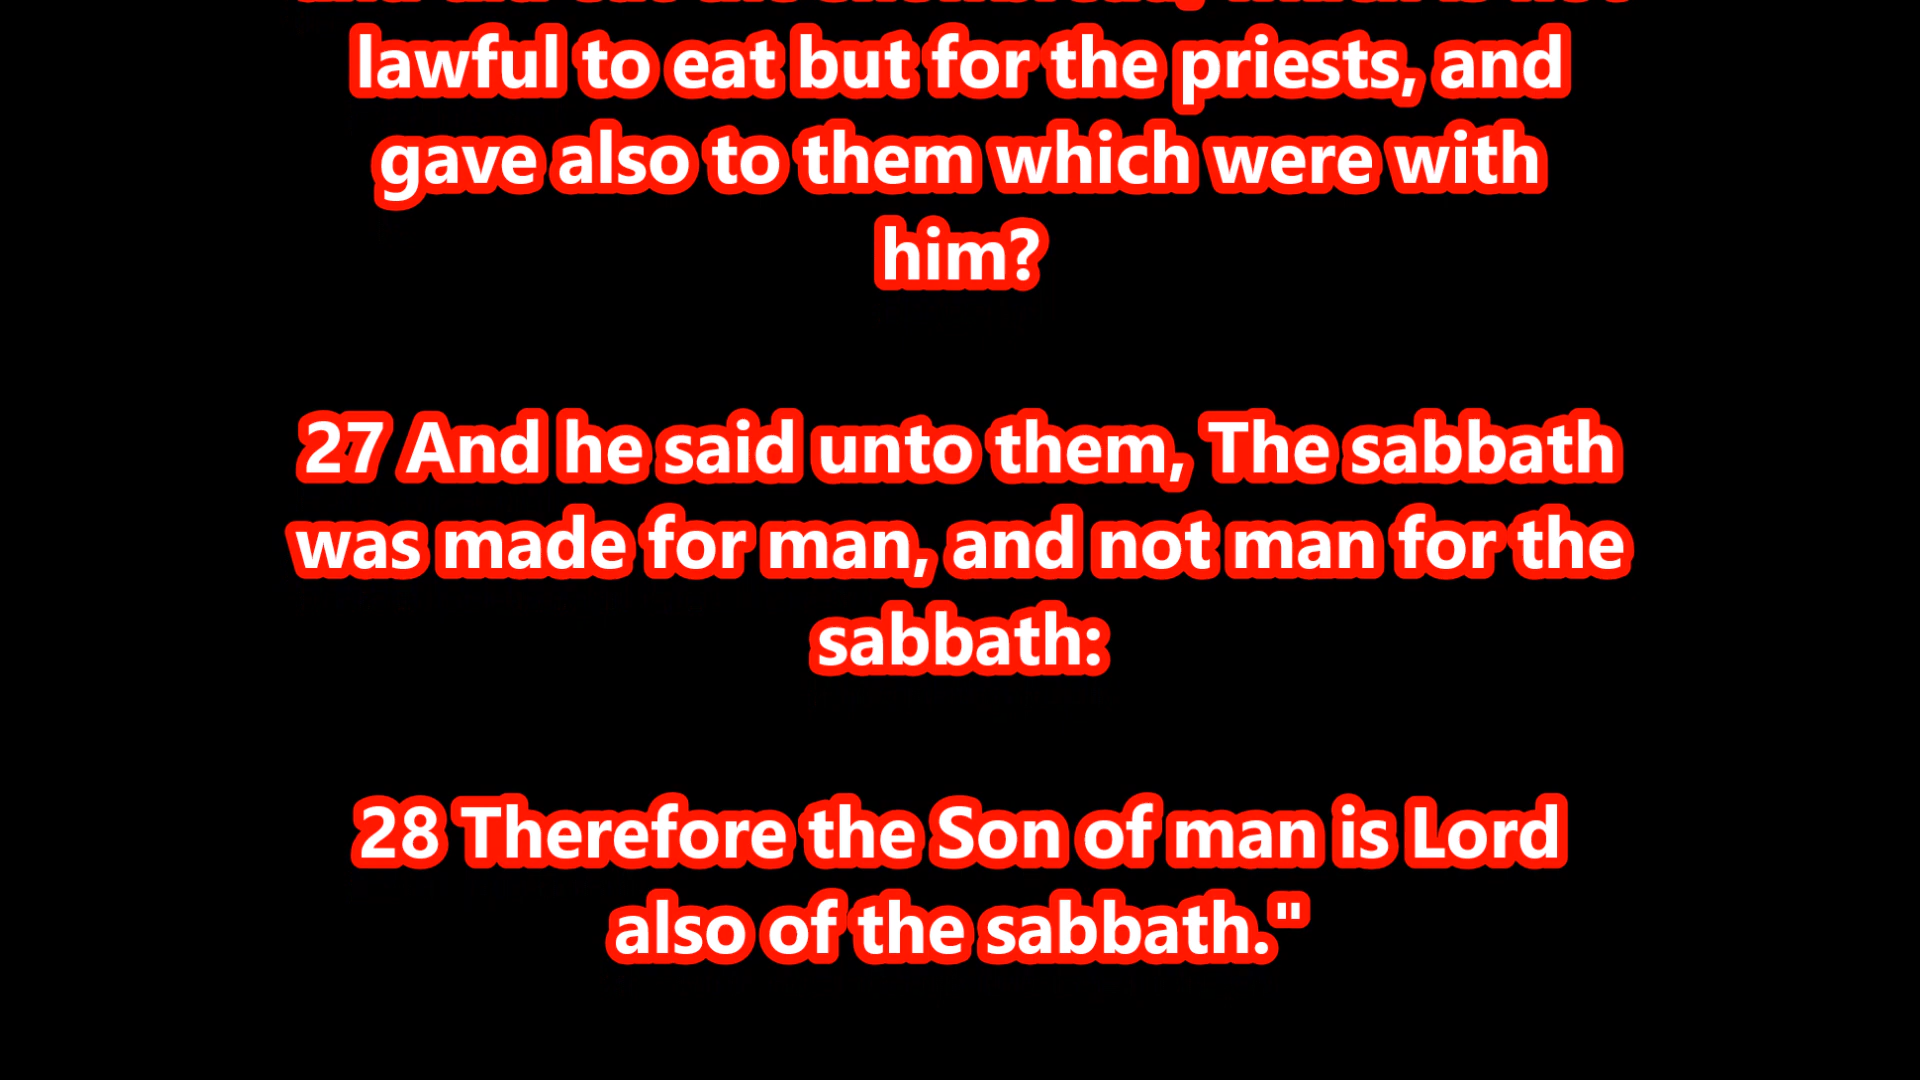 lawful to eat but for the priests, and
gave also to them which were with
him?
27 And he said unto them, The sabbath
was made for man, and not man for the
sabbath:
28 Therefore the Son of man is Lord
also of the sabbath."